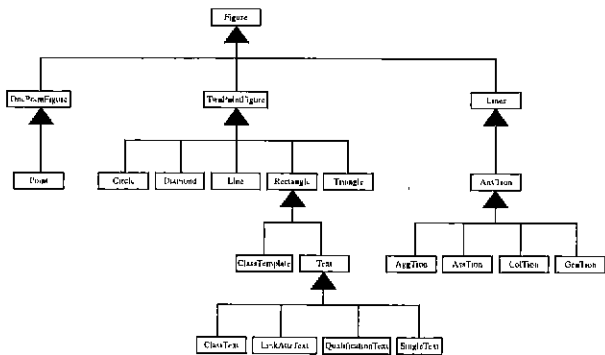 Figure
OnePointFigure
TwoPointFigure
Lines
Point
Circle
Diamond
Line
Rectangle
Triangle
AssTion
ClassTemplate
Text
AggTion
AssTion
ColTion
GenTion
ClassText
LinkAttrText
QualificationText
SingleText